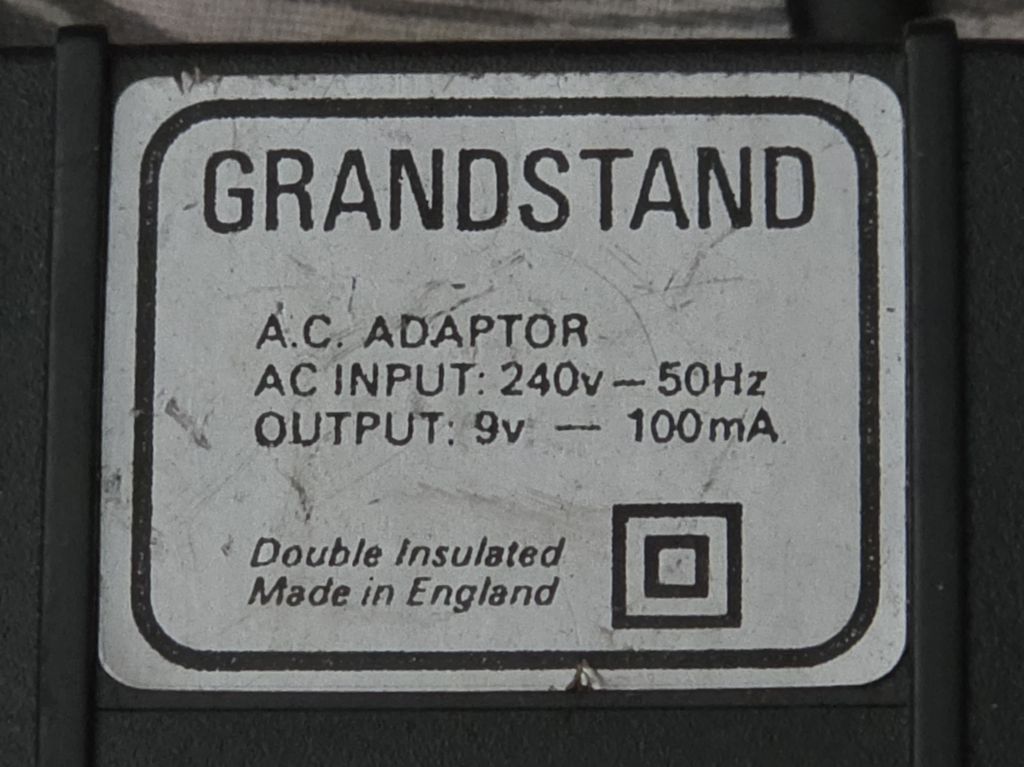 GRANDSTAND
A.C. ADAPTOR
AC INPUT: 240v – 50Hz
OUTPUT: 9v — 100mA
Double Insulated
Made in England